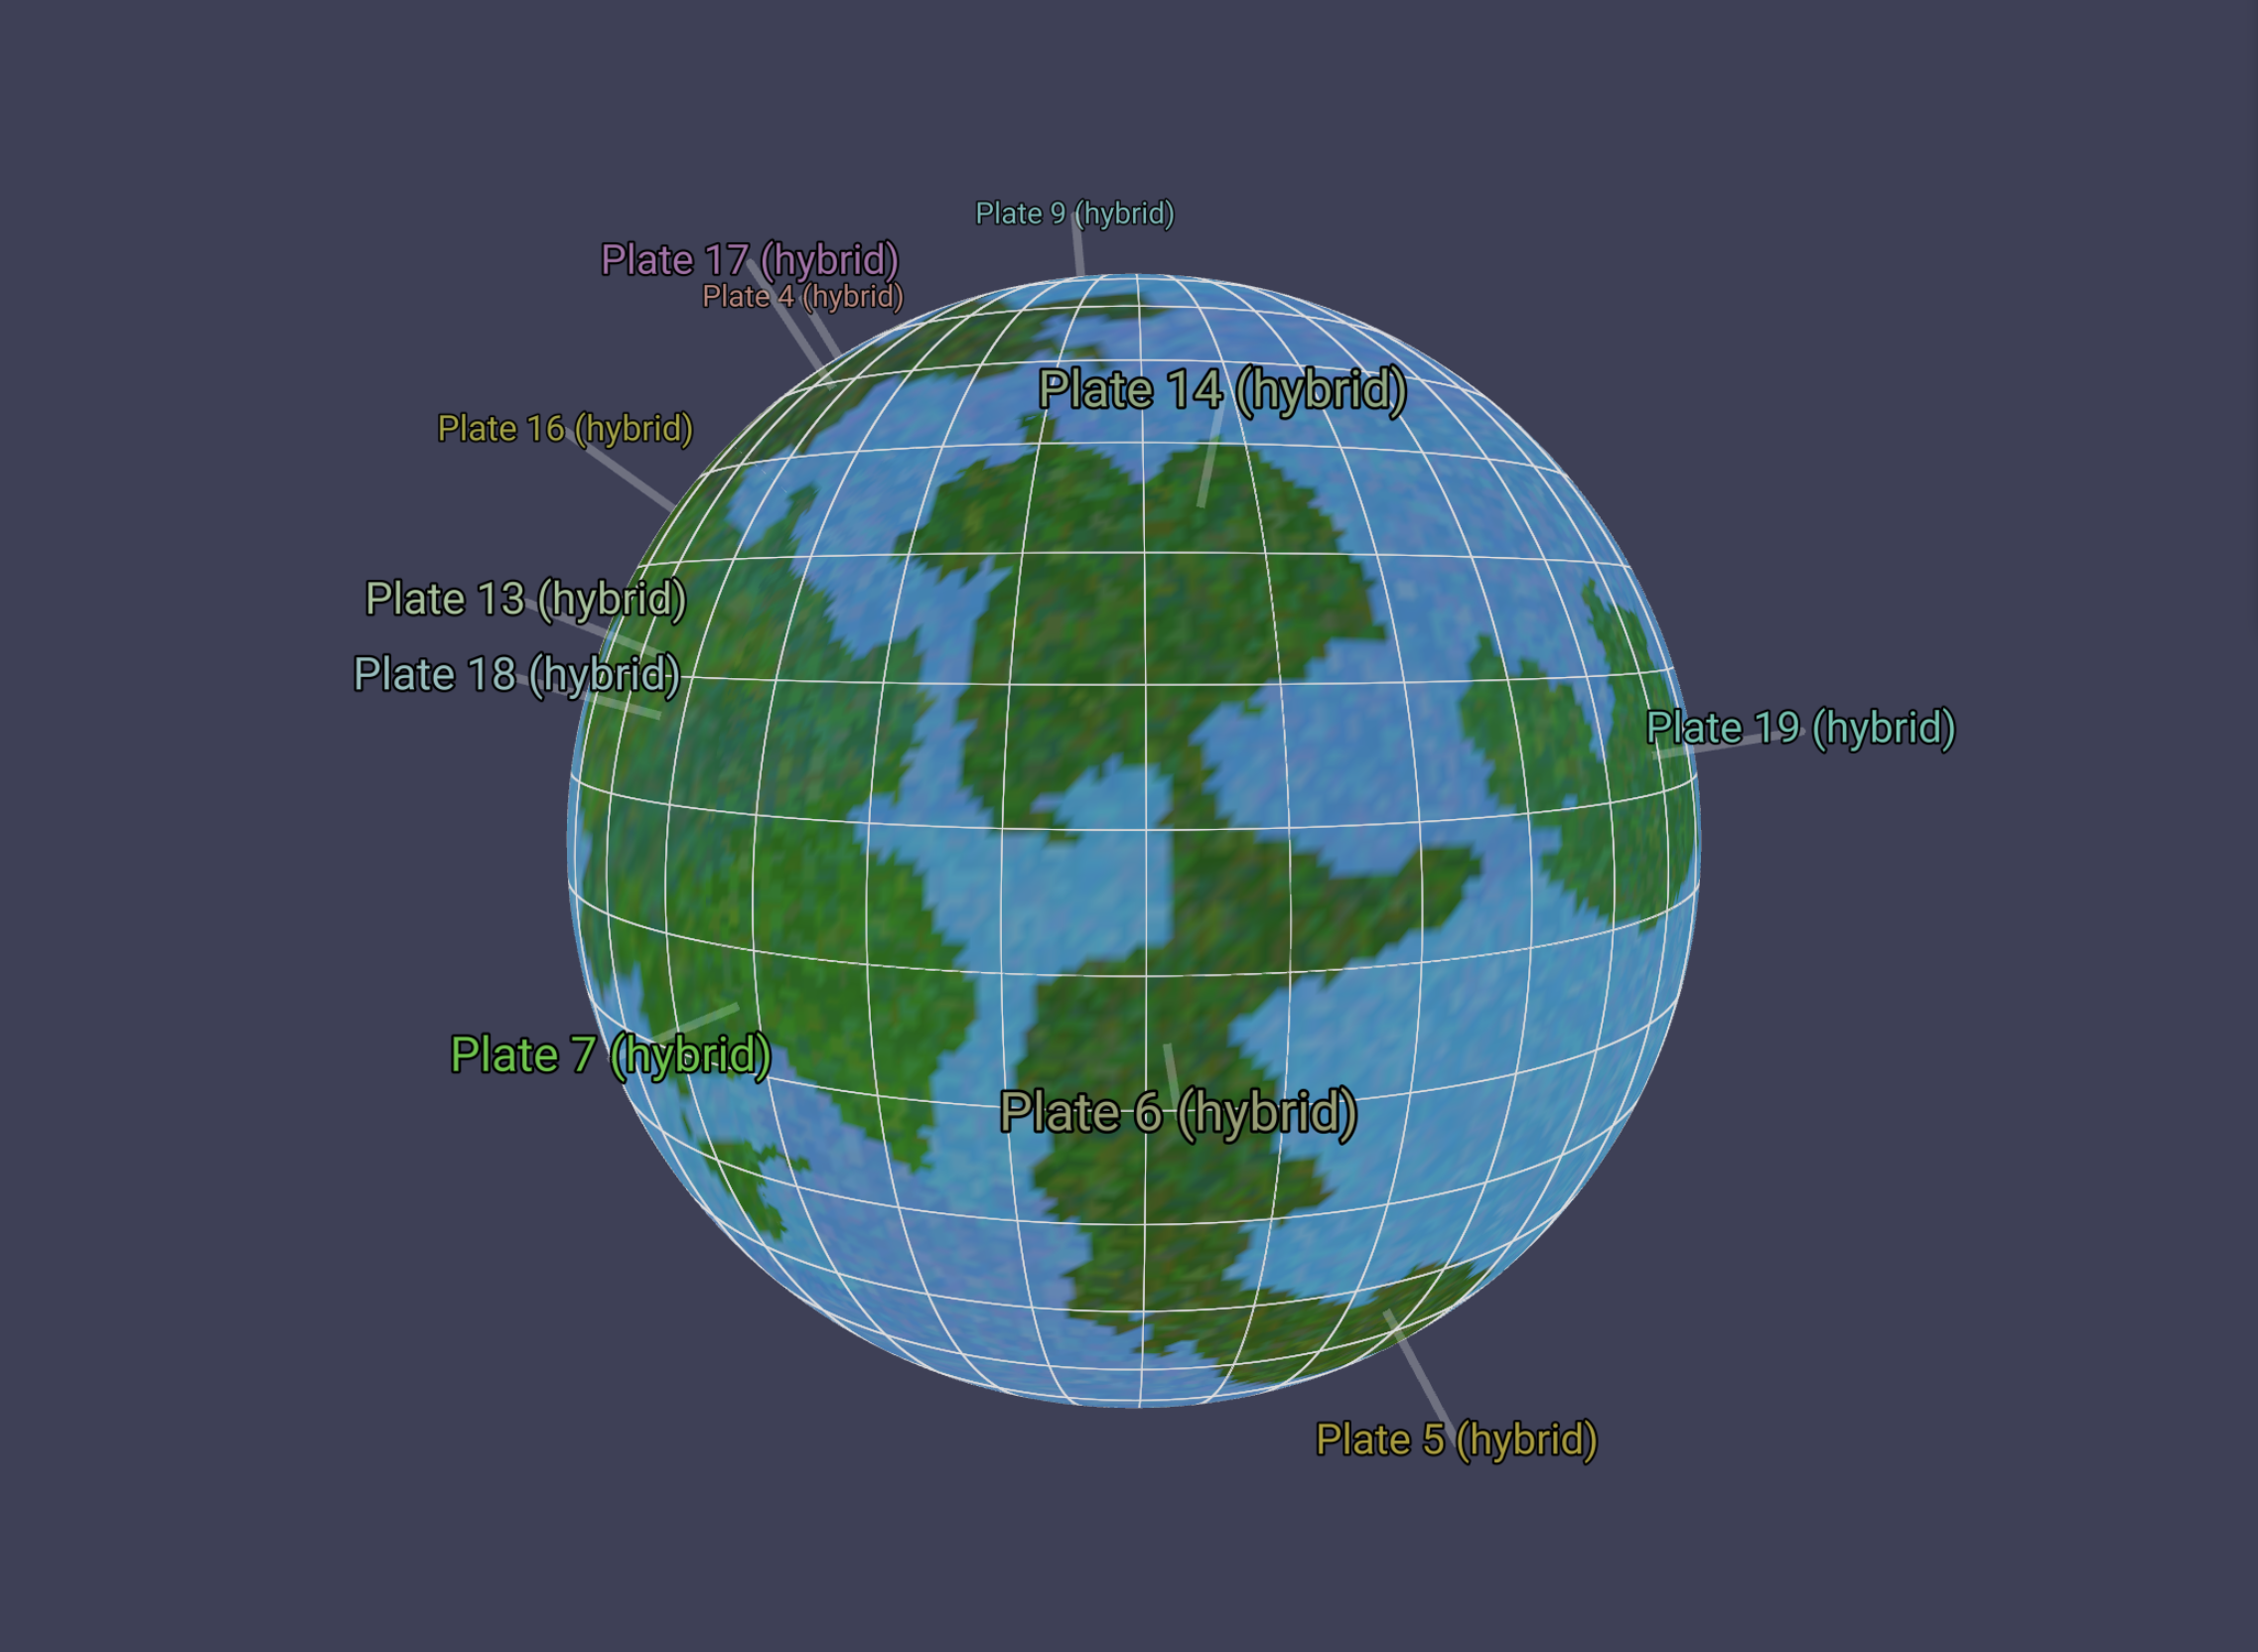 Plate 9 (hybrid)
Plate 17 (hybrid)
Plate 4 (hybrid)
Plate 14 (hybrid)
Plate 16 (hybrid)
Plate 13 (hybrid)
Plate 18 (hybrid)
Plate 19 (hybrid)
Plate 7 (hybrid)
Plate 6 (hybrid)
Plate 5 (hybrid)